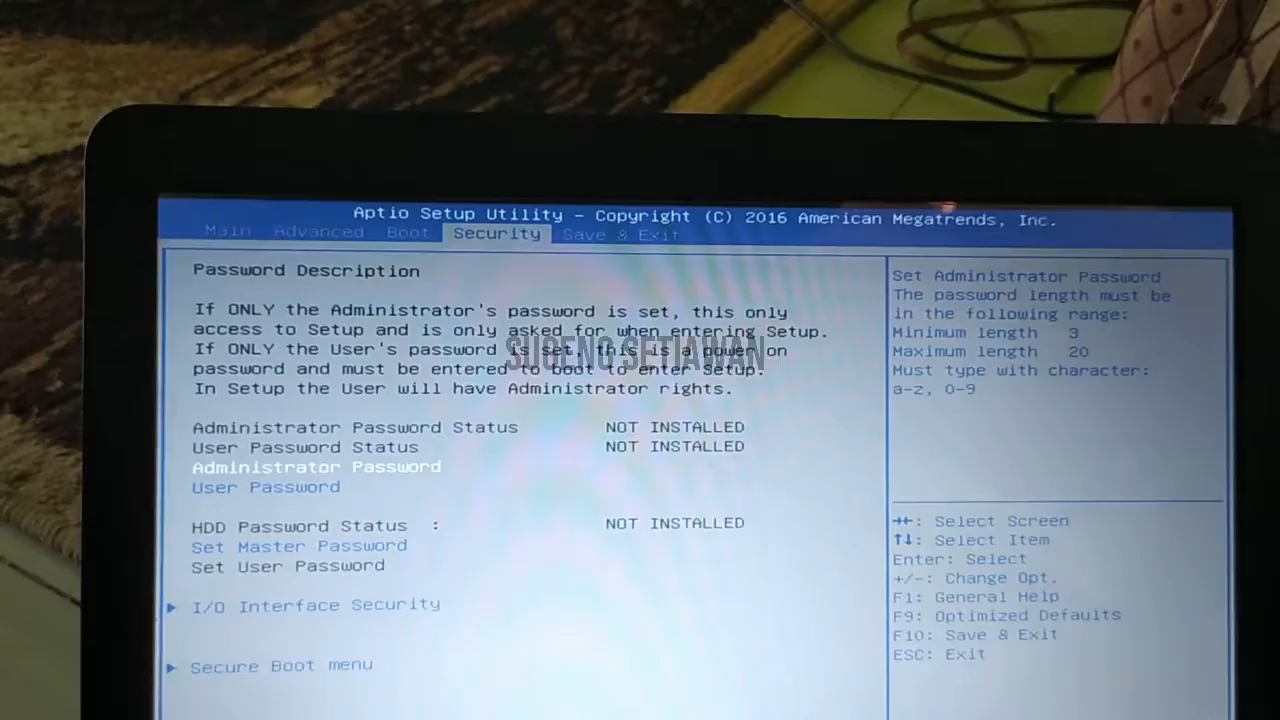 Aptio Setup Utility - Copyright (C) 2016 American Megatrends, Inc.
Main Advanced Boot Security Save & Exit
Password Description
If ONLY the Administrator's password is set, this only
access to Setup and is only asked for when entering Setup.
If ONLY the User's password is set, this is a power on
password and must be entered to boot to enter Setup.
In Setup the User will have Administrator rights.
SUGENG SETIAWAN
Administrator Password Status NOT INSTALLED
User Password Status NOT INSTALLED
Administrator Password
User Password
HDD Password Status : NOT INSTALLED
Set Master Password
Set User Password
I/O Interface Security
Secure Boot menu
Set Administrator Password
The password length must be
in the following range:
Minimum length 3
Maximum length 20
Must type with character:
a-z, 0-9
→←: Select Screen
↑↓: Select Item
Enter: Select
+/-: Change Opt.
F1: General Help
F9: Optimized Defaults
F10: Save & Exit
ESC: Exit